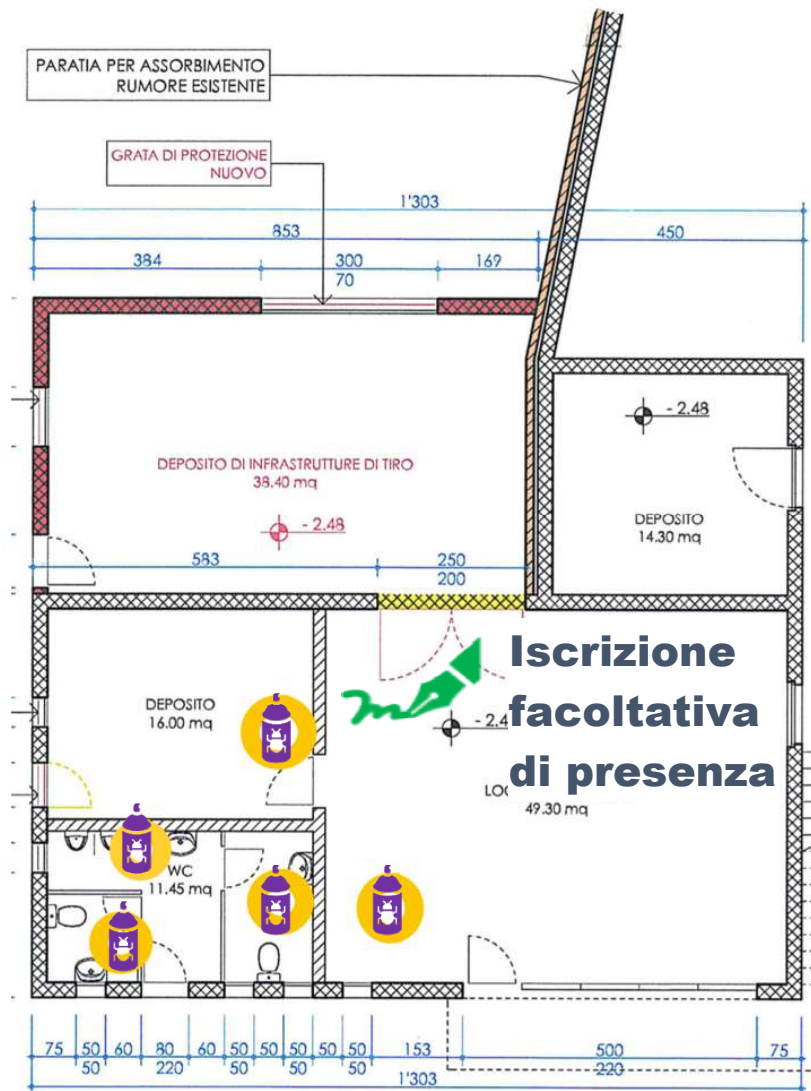 PARATIA PER ASSORBIMENTO
RUMORE ESISTENTE
GRATA DI PROTEZIONE
NUOVO
1'303
853
450
384
300
169
70
- 2.48
DEPOSITO DI INFRASTRUTTURE DI TIRO
38.40 mq
- 2.48
DEPOSITO
14.30 mq
583
250
200
Iscrizione
facoltativa
di presenza
DEPOSITO
16.00 mq
49.30 mq
WC
11.45 mq
75 50 60 80 60 50 50 50 50 50 153 500 75
50 220 50 50 50 220
1'303